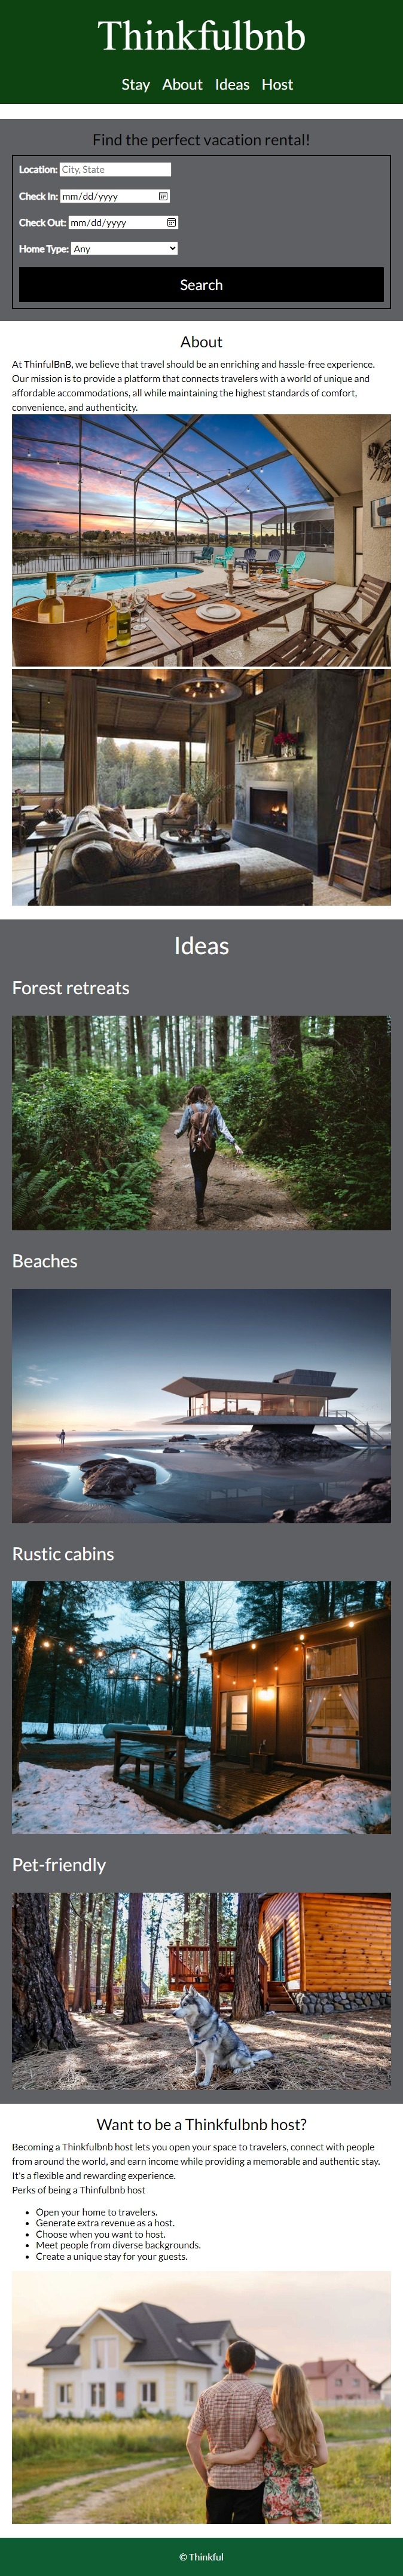 Thinkfulbnb
Stay About Ideas Host
Find the perfect vacation rental!
Location: City, State
Check In: mm/dd/yyyy
Check Out: mm/dd/yyyy
Home Type: Any
Search
About
At ThinfulBnB, we believe that travel should be an enriching and hassle-free experience.
Our mission is to provide a platform that connects travelers with a world of unique and
affordable accommodations, all while maintaining the highest standards of comfort,
convenience, and authenticity.
Ideas
Forest retreats
Beaches
Rustic cabins
Pet-friendly
Want to be a Thinkfulbnb host?
Becoming a Thinkfulbnb host lets you open your space to travelers, connect with people
from around the world, and earn income while providing a memorable and authentic stay.
It's a flexible and rewarding experience.
Perks of being a Thinfulbnb host
• Open your home to travelers.
• Generate extra revenue as a host.
• Choose when you want to host.
• Meet people from diverse backgrounds.
• Create a unique stay for your guests.
© Thinkful